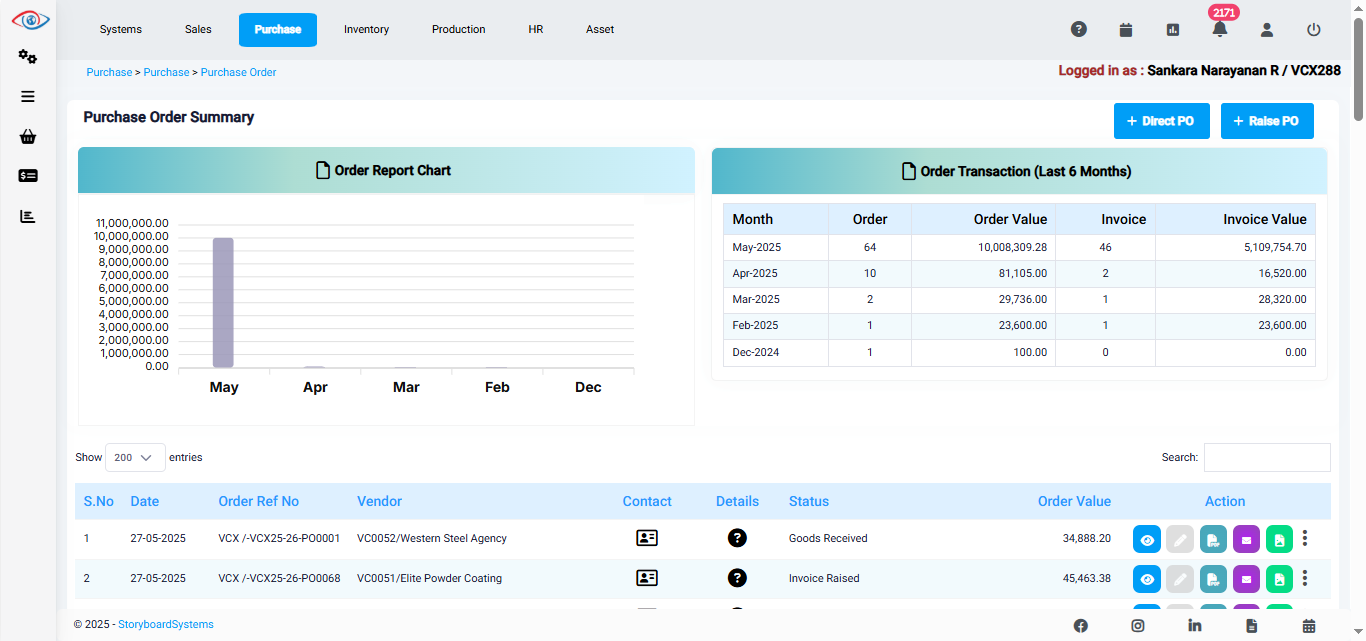 2171
Systems Sales Purchase Inventory Production HR Asset
Purchase > Purchase > Purchase Order
Logged in as : Sankara Narayanan R / VCX288
Purchase Order Summary
+ Direct PO
+ Raise PO
Order Report Chart
11,000,000.00
10,000,000.00
9,000,000.00
8,000,000.00
7,000,000.00
6,000,000.00
5,000,000.00
4,000,000.00
3,000,000.00
2,000,000.00
1,000,000.00
0.00
May Apr Mar Feb Dec
Order Transaction (Last 6 Months)
Month Order Order Value Invoice Invoice Value
May-2025 64 10,008,309.28 46 5,109,754.70
Apr-2025 10 81,105.00 2 16,520.00
Mar-2025 2 29,736.00 1 28,320.00
Feb-2025 1 23,600.00 1 23,600.00
Dec-2024 1 100.00 0 0.00
Show 200 entries
Search:
S.No Date Order Ref No Vendor Contact Details Status Order Value Action
1 27-05-2025 VCX /-VCX25-26-PO0001 VC0052/Western Steel Agency Goods Received 34,888.20
2 27-05-2025 VCX /-VCX25-26-PO0068 VC0051/Elite Powder Coating Invoice Raised 45,463.38
© 2025 - StoryboardSystems